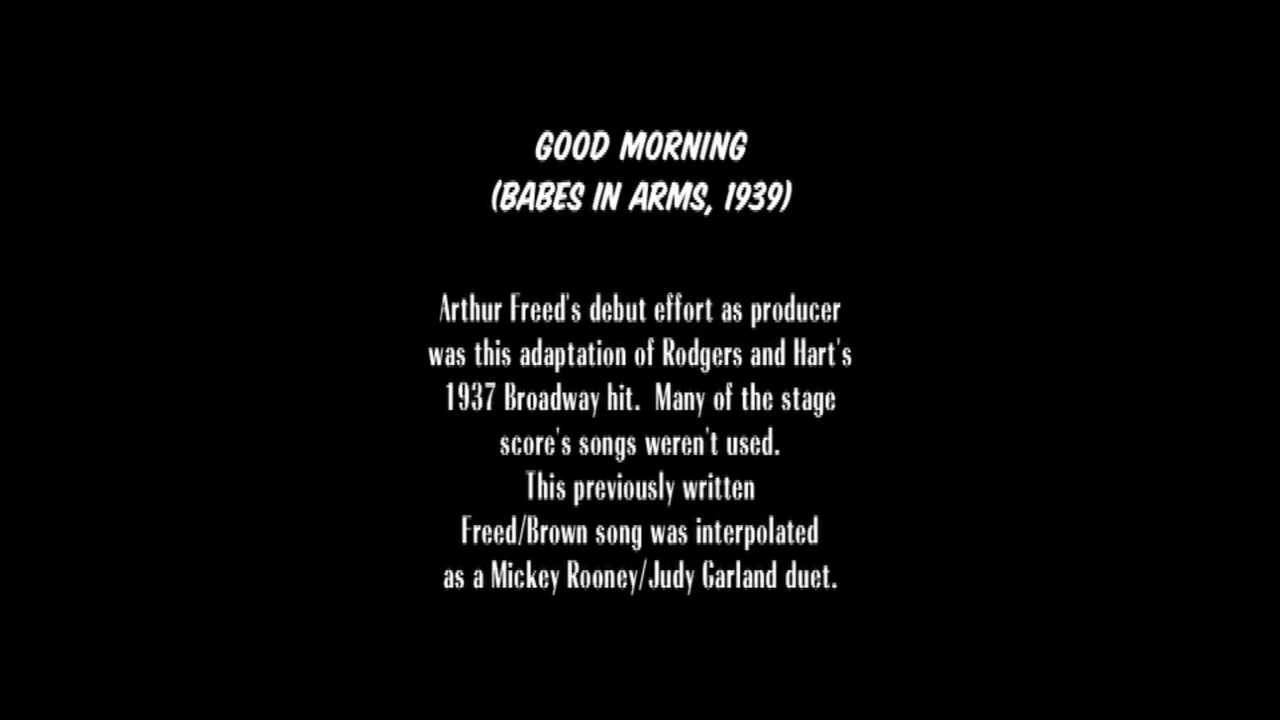 GOOD MORNING
(BABES IN ARMS, 1939)
Arthur Freed's debut effort as producer
was this adaptation of Rodgers and Hart's
1937 Broadway hit.  Many of the stage
score's songs weren't used.
This previously written
Freed/Brown song was interpolated
as a Mickey Rooney/Judy Garland duet.